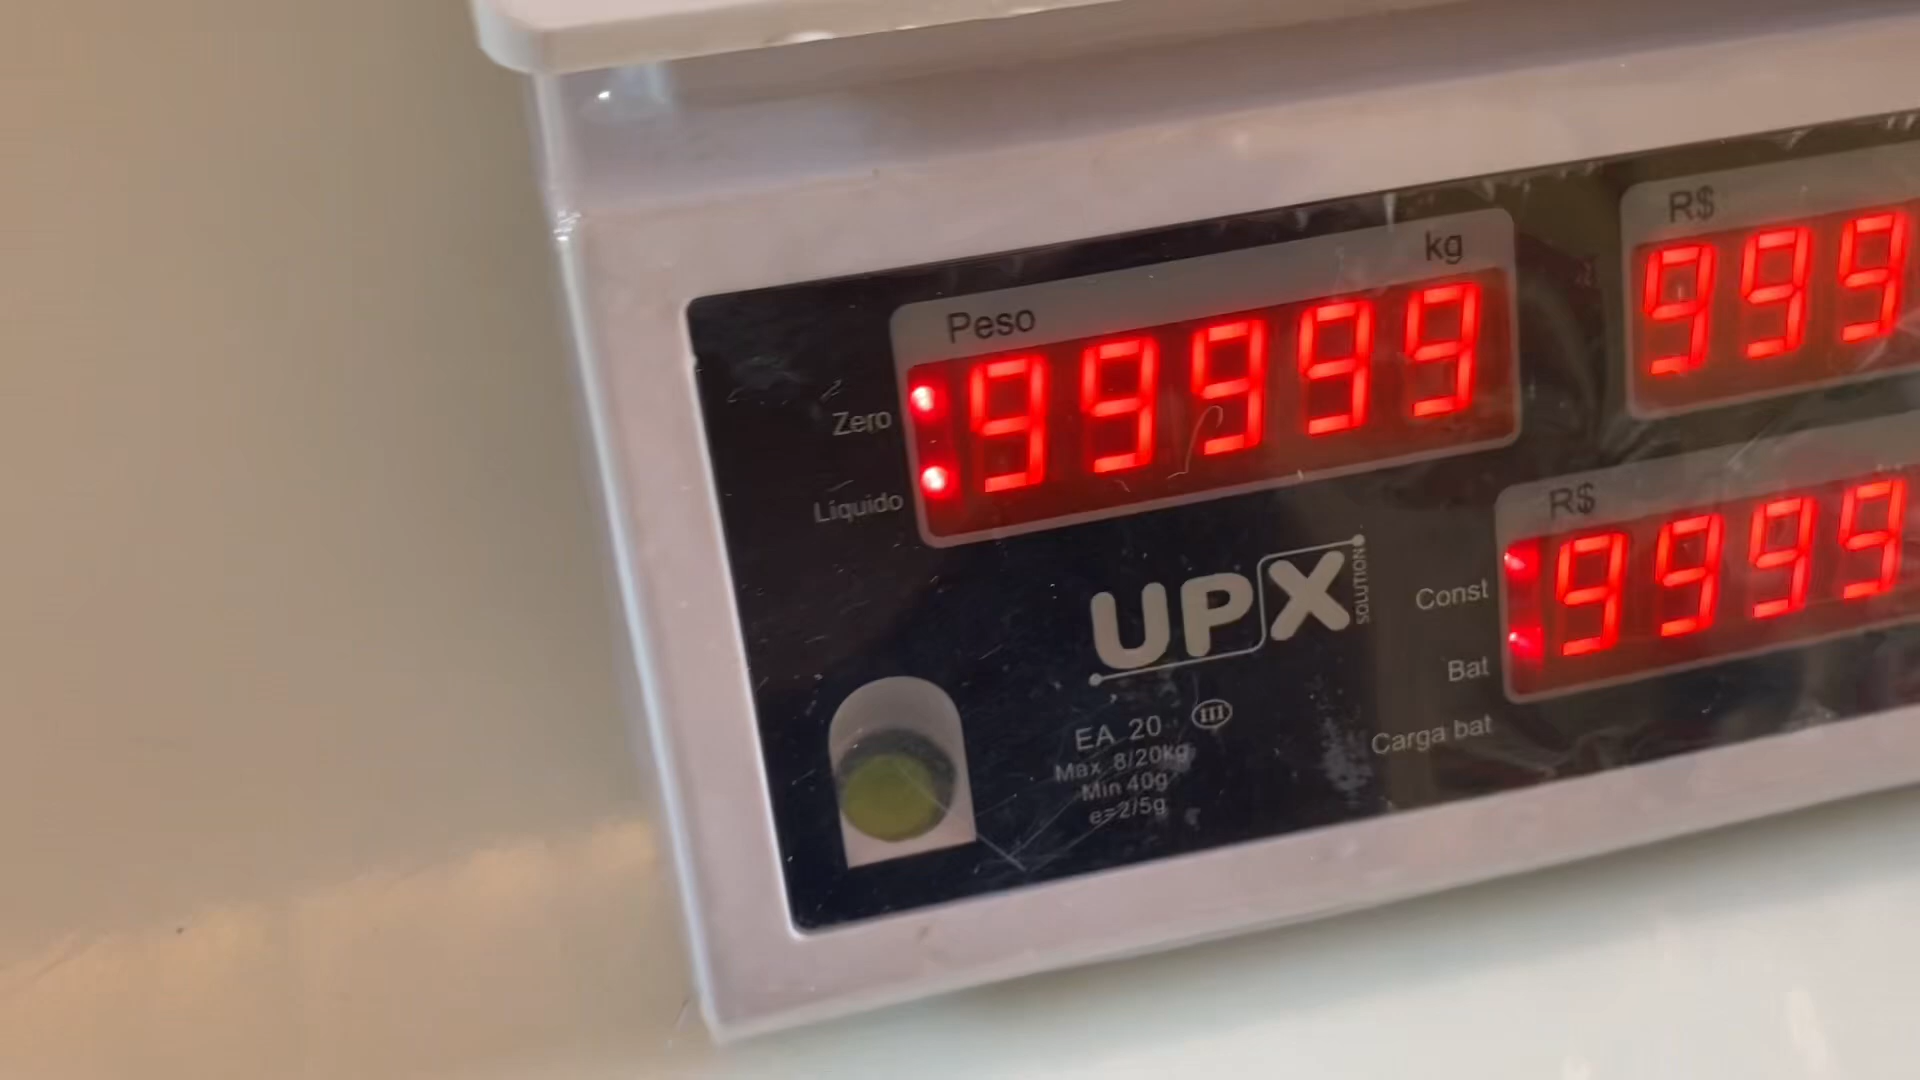 Peso kg
99999
Zero
Líquido
R$
999
R$
9999
Const
Bat
Carga bat
UPX
SOLUTION
EA 20 III
Max 8/20kg
Min 40g
e=2/5g